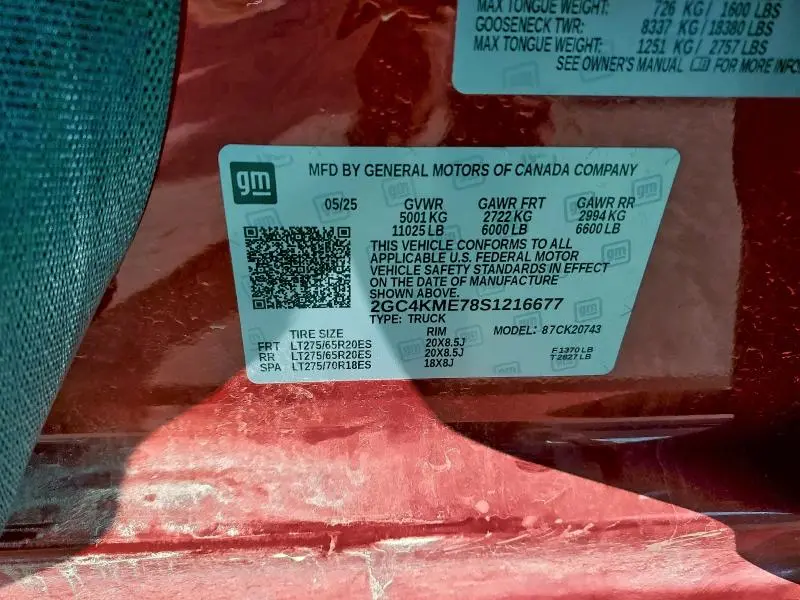 MAX TONGUE WEIGHT: 726 KG / 1600 LBS
GOOSENECK TWR: 8337 KG / 18380 LBS
MAX TONGUE WEIGHT: 1251 KG / 2757 LBS
SEE OWNER'S MANUAL FOR MORE INFO
gm
MFD BY GENERAL MOTORS OF CANADA COMPANY
05/25 GVWR GAWR FRT GAWR RR
5001 KG 2722 KG 2994 KG
11025 LB 6000 LB 6600 LB
THIS VEHICLE CONFORMS TO ALL
APPLICABLE U.S. FEDERAL MOTOR
VEHICLE SAFETY STANDARDS IN EFFECT
ON THE DATE OF MANUFACTURE
SHOWN ABOVE.
2GC4KME78S1216677
TYPE: TRUCK
TIRE SIZE RIM MODEL: 87CK20743
FRT LT275/65R20ES 20X8.5J
RR LT275/65R20ES 20X8.5J
SPA LT275/70R18ES 18X8J
F 1370 LB
T 2827 LB